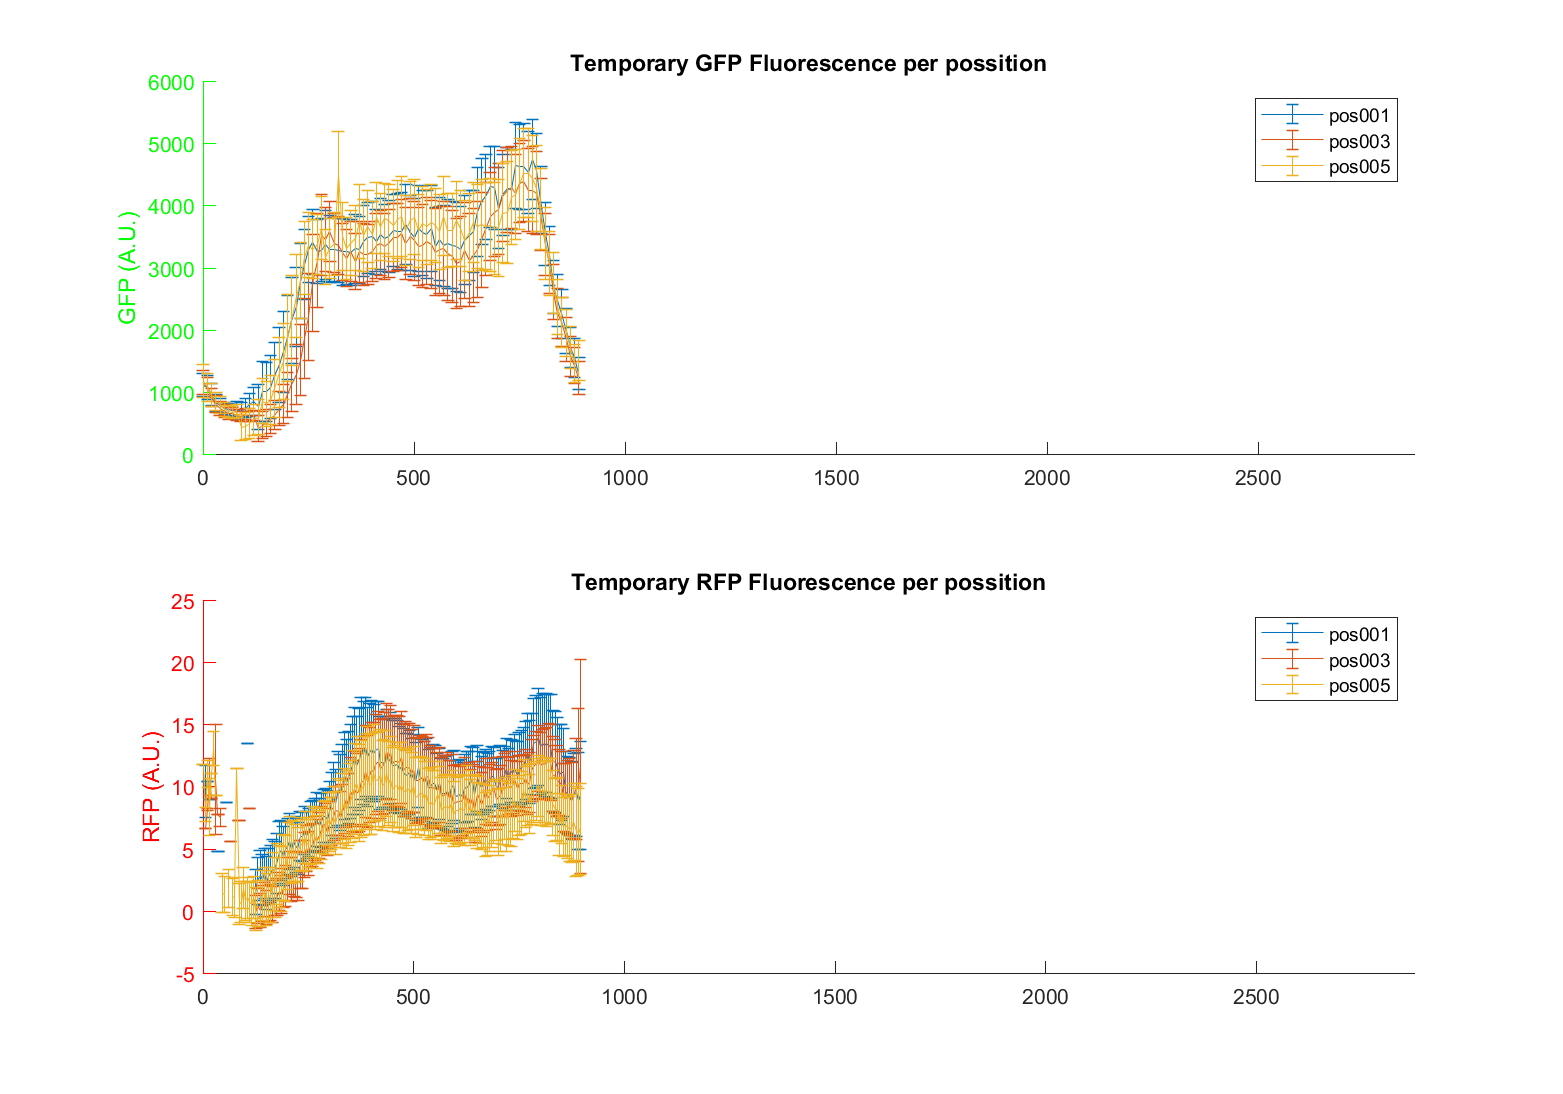 Temporary GFP Fluorescence per possition
6000
5000
4000
3000
2000
1000
0
GFP (A.U.)
0 500 1000 1500 2000 2500
pos001
pos003
pos005
Temporary RFP Fluorescence per possition
25
20
15
10
5
0
-5
RFP (A.U.)
0 500 1000 1500 2000 2500
pos001
pos003
pos005